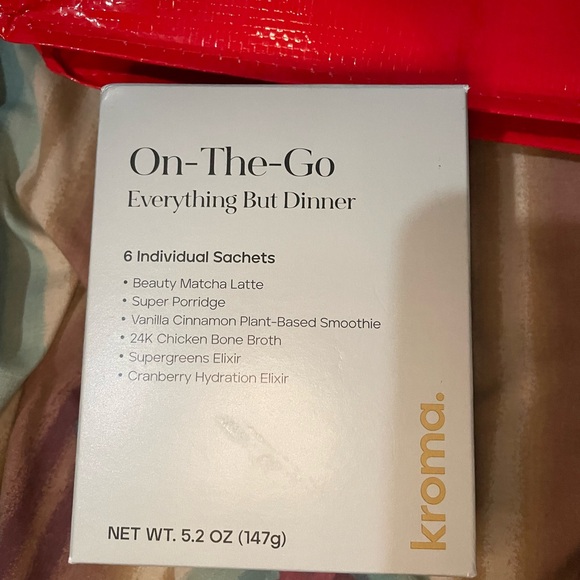 On-The-Go
Everything But Dinner
6 Individual Sachets
• Beauty Matcha Latte
• Super Porridge
• Vanilla Cinnamon Plant-Based Smoothie
• 24K Chicken Bone Broth
• Supergreens Elixir
• Cranberry Hydration Elixir
kroma.
NET WT. 5.2 OZ (147g)